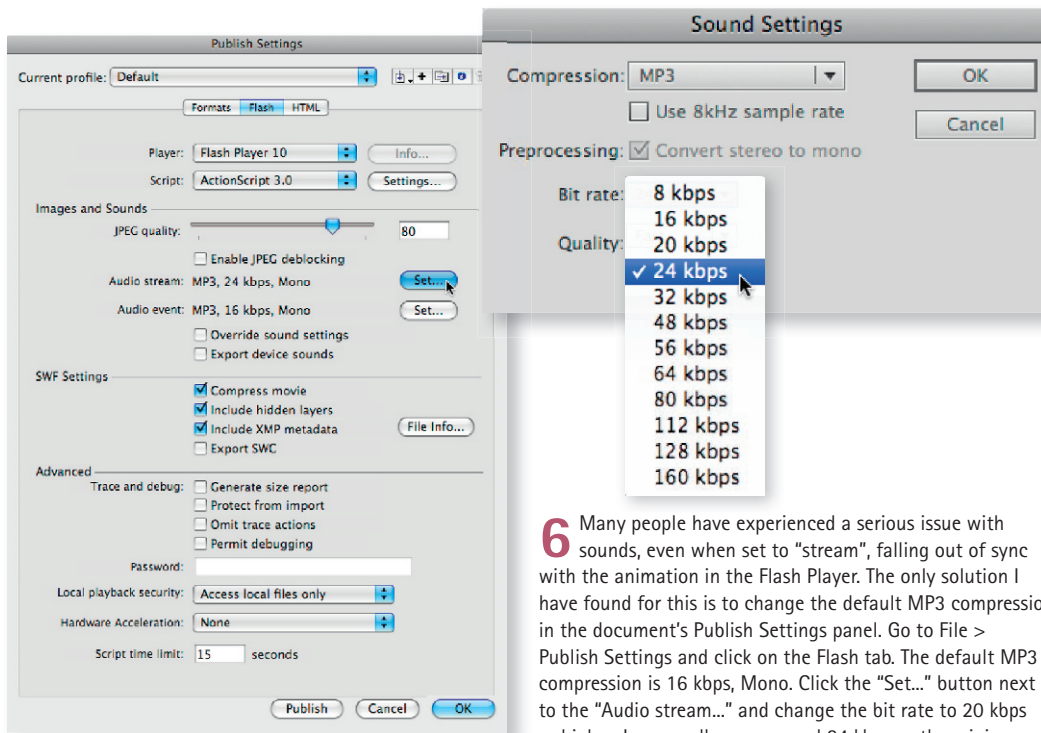 Publish Settings
Current profile: Default
Formats Flash HTML
Player: Flash Player 10 Info...
Script: ActionScript 3.0 Settings...
Images and Sounds
JPEG quality: 80
Enable JPEG deblocking
Audio stream: MP3, 24 kbps, Mono Set...
Audio event: MP3, 16 kbps, Mono Set...
Override sound settings
Export device sounds
SWF Settings
Compress movie
Include hidden layers
Include XMP metadata File Info...
Export SWC
Advanced
Trace and debug: Generate size report
Protect from import
Omit trace actions
Permit debugging
Password:
Local playback security: Access local files only
Hardware Acceleration: None
Script time limit: 15 seconds
Publish Cancel OK
Sound Settings
Compression: MP3 OK
Use 8kHz sample rate
Cancel
Preprocessing: Convert stereo to mono
Bit rate: 8 kbps
16 kbps
Quality: 20 kbps
24 kbps
32 kbps
48 kbps
56 kbps
64 kbps
80 kbps
112 kbps
128 kbps
160 kbps
6 Many people have experienced a serious issue with
sounds, even when set to “stream”, falling out of sync
with the animation in the Flash Player. The only solution I
have found for this is to change the default MP3 compressio
in the document’s Publish Settings panel. Go to File >
Publish Settings and click on the Flash tab. The default MP3
compression is 16 kbps, Mono. Click the “Set...” button next
to the “Audio stream...” and change the bit rate to 20 kbps